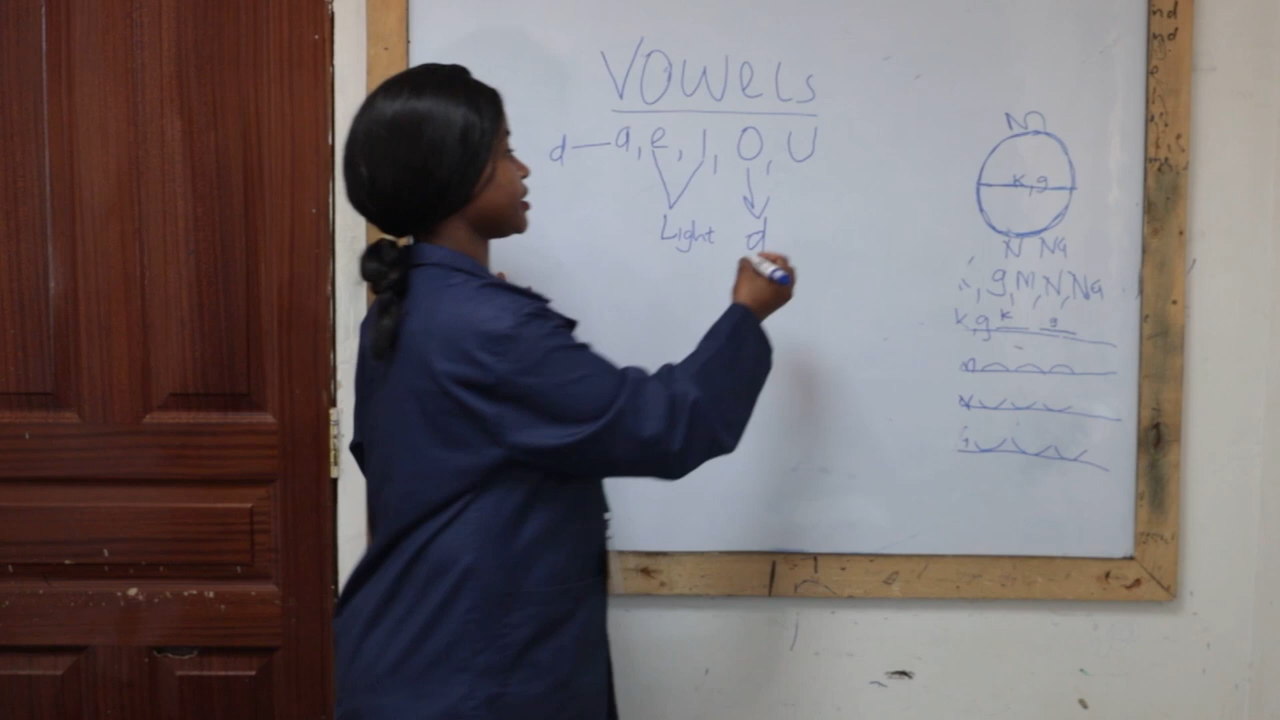 VOWels
d — a, e, I, O, U
Light d
M
K, g
N NG
K, g, M, N, NG
K, g K g